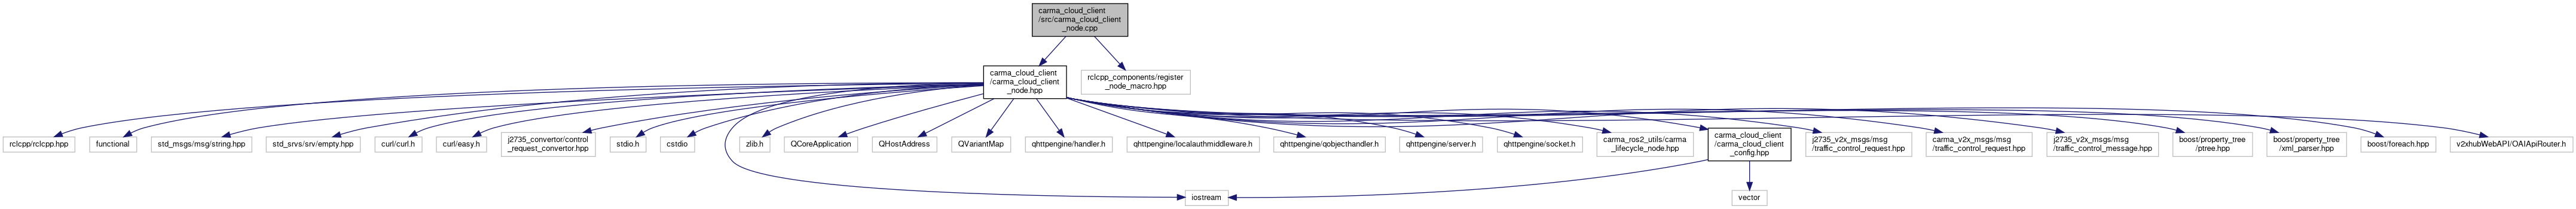 carma_cloud_client
/src/carma_cloud_client
_node.cpp
carma_cloud_client
/carma_cloud_client
_node.hpp
rclcpp_components/register
_node_macro.hpp
rclcpp/rclcpp.hpp
functional
std_msgs/msg/string.hpp
std_srvs/srv/empty.hpp
curl/curl.h
curl/easy.h
j2735_convertor/control
_request_convertor.hpp
stdio.h
cstdio
zlib.h
QCoreApplication
QHostAddress
QVariantMap
qhttpengine/handler.h
qhttpengine/localauthmiddleware.h
qhttpengine/qobjecthandler.h
qhttpengine/server.h
qhttpengine/socket.h
carma_ros2_utils/carma
_lifecycle_node.hpp
carma_cloud_client
/carma_cloud_client
_config.hpp
j2735_v2x_msgs/msg
/traffic_control_request.hpp
carma_v2x_msgs/msg
/traffic_control_request.hpp
j2735_v2x_msgs/msg
/traffic_control_message.hpp
boost/property_tree
/ptree.hpp
boost/property_tree
/xml_parser.hpp
boost/foreach.hpp
v2xhubWebAPI/OAIApiRouter.h
iostream
vector